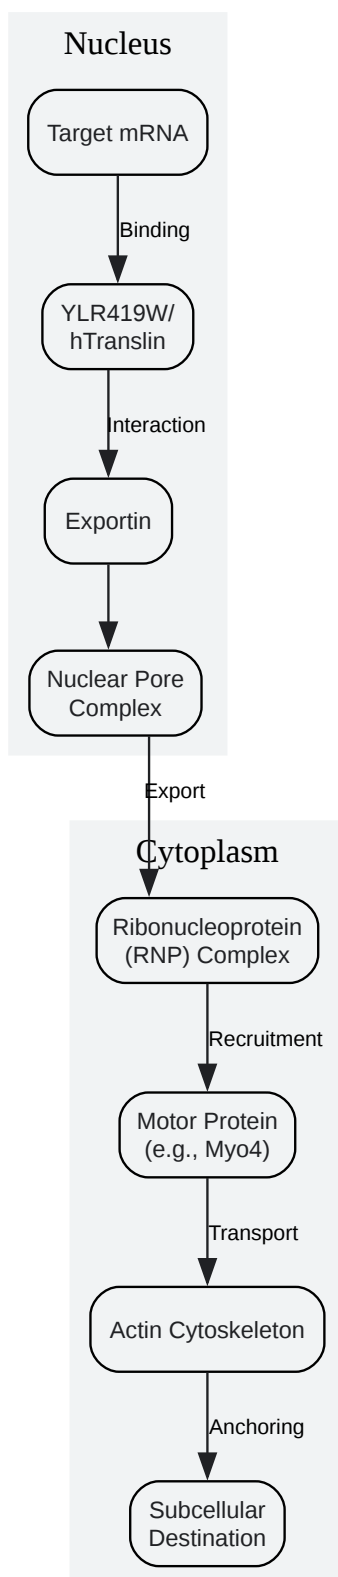 Nucleus
Target mRNA
Binding
YLR419W/
hTranslin
Interaction
Exportin
Nuclear Pore
Complex
Export
Cytoplasm
Ribonucleoprotein
(RNP) Complex
Recruitment
Motor Protein
(e.g., Myo4)
Transport
Actin Cytoskeleton
Anchoring
Subcellular
Destination